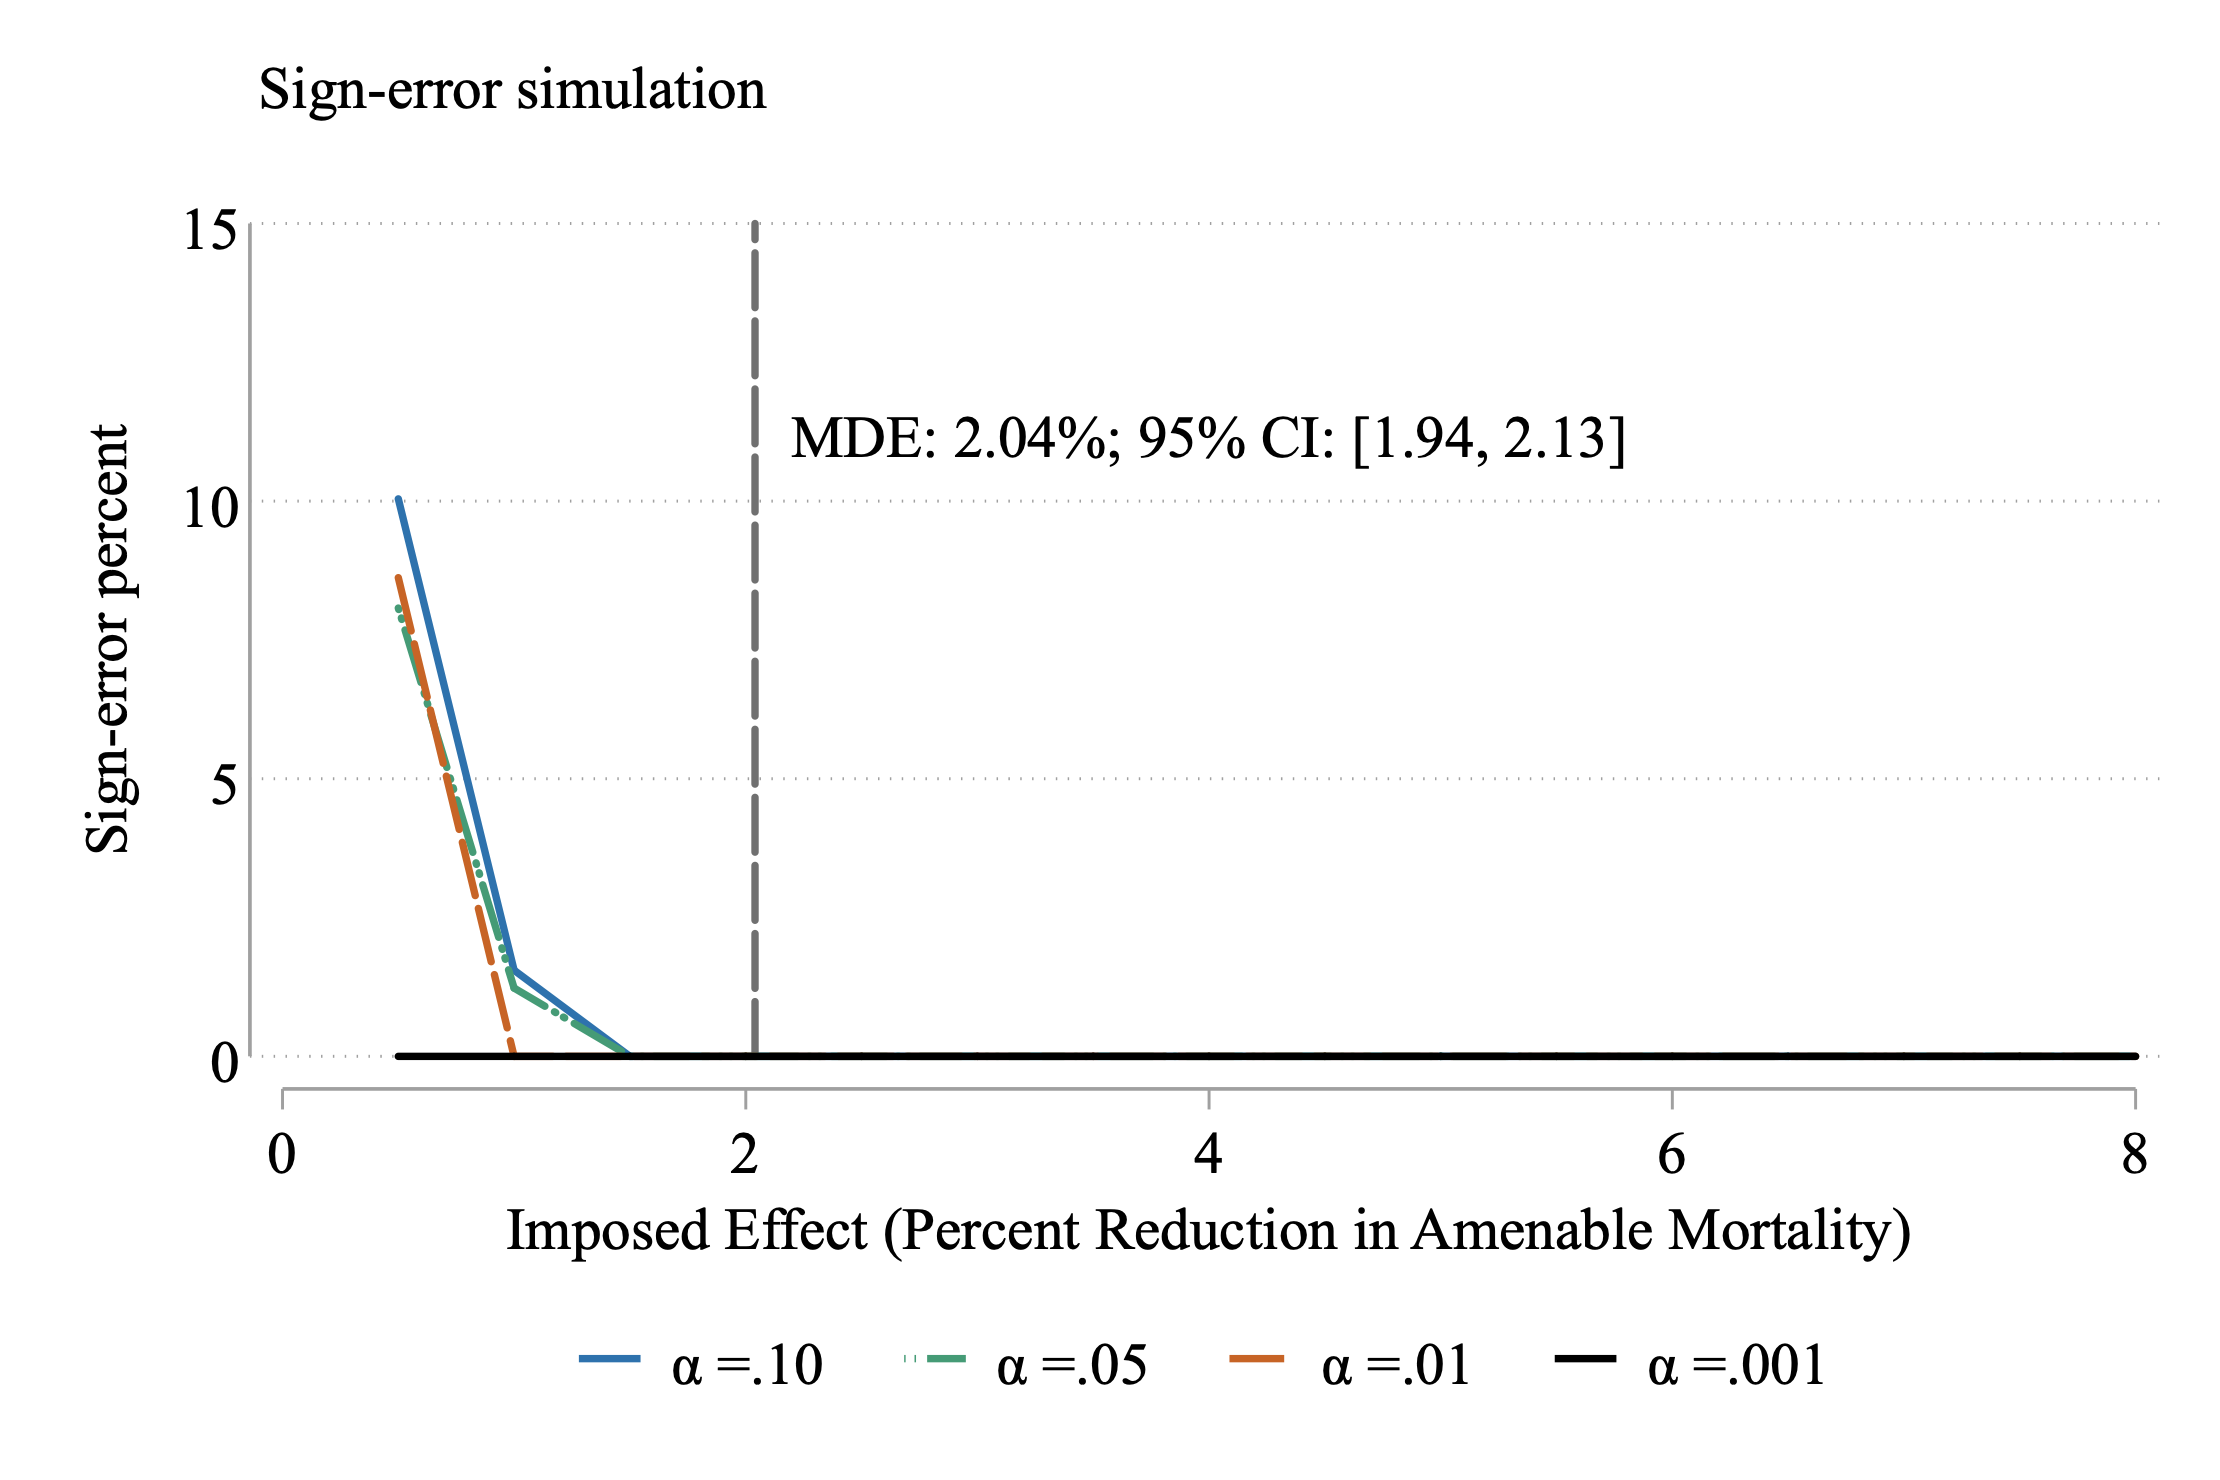 Sign-error simulation
15
10
5
0
Sign-error percent
MDE: 2.04%; 95% CI: [1.94, 2.13]
0 2 4 6 8
Imposed Effect (Percent Reduction in Amenable Mortality)
α =.10 α =.05 α =.01 α =.001